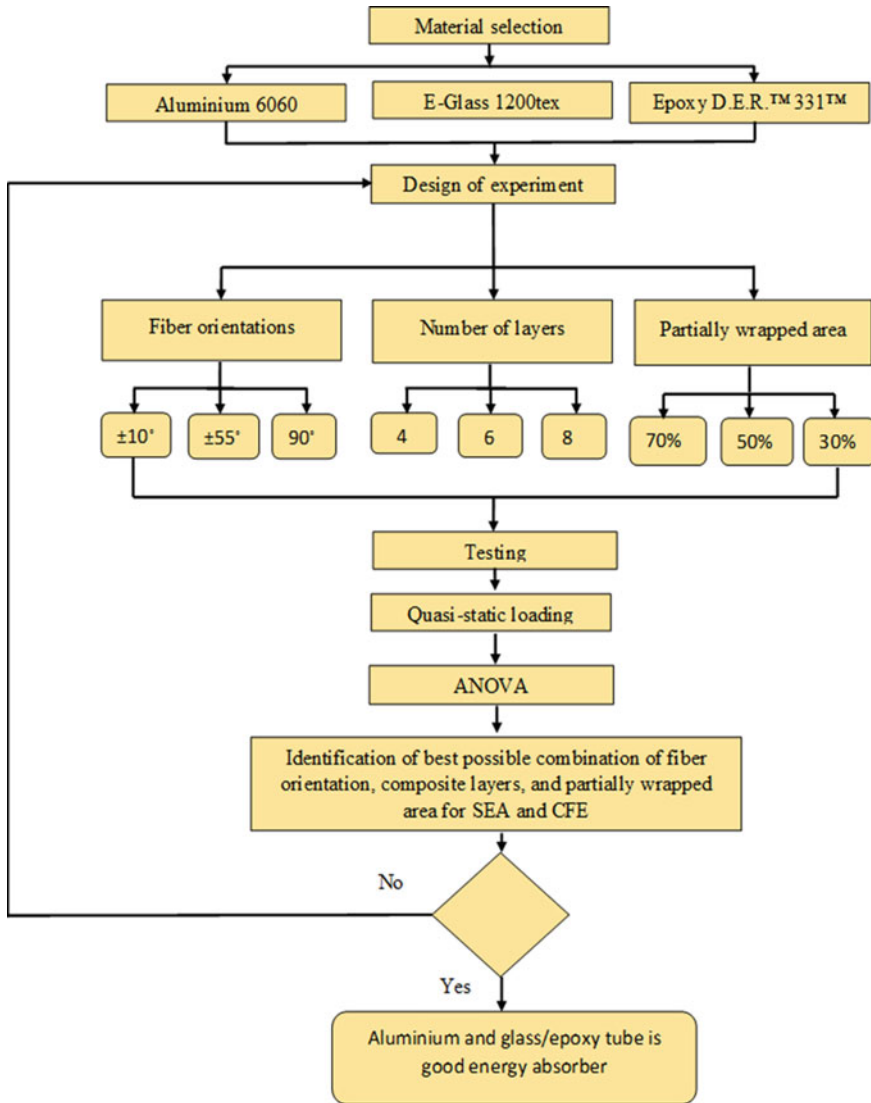 Material selection
Aluminium 6060
E-Glass 1200tex
Epoxy D.E.R.™ 331™
Design of experiment
Fiber orientations
Number of layers
Partially wrapped area
±10˚
±55˚
90˚
4
6
8
70%
50%
30%
Testing
Quasi-static loading
ANOVA
Identification of best possible combination of fiber
orientation, composite layers, and partially wrapped
area for SEA and CFE
No
Yes
Aluminium and glass/epoxy tube is
good energy absorber